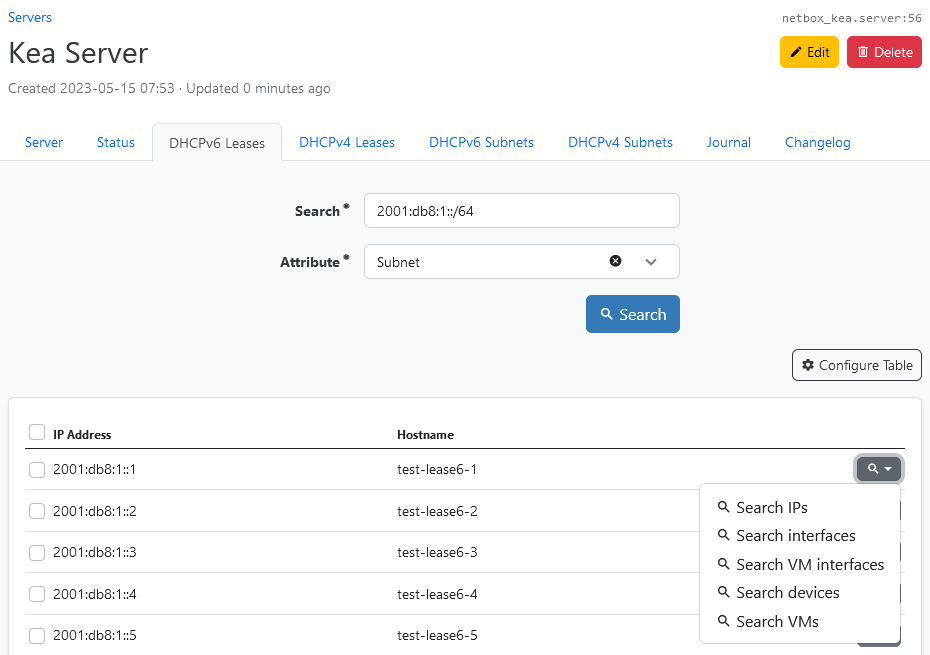 Servers
netbox_kea.server:56
Kea Server
Edit
Delete
Created 2023-05-15 07:53 · Updated 0 minutes ago
Server Status DHCPv6 Leases DHCPv4 Leases DHCPv6 Subnets DHCPv4 Subnets Journal Changelog
Search* 2001:db8:1::/64
Attribute* Subnet
Search
Configure Table
IP Address Hostname
2001:db8:1::1 test-lease6-1
2001:db8:1::2 test-lease6-2
2001:db8:1::3 test-lease6-3
2001:db8:1::4 test-lease6-4
2001:db8:1::5 test-lease6-5
Search IPs
Search interfaces
Search VM interfaces
Search devices
Search VMs